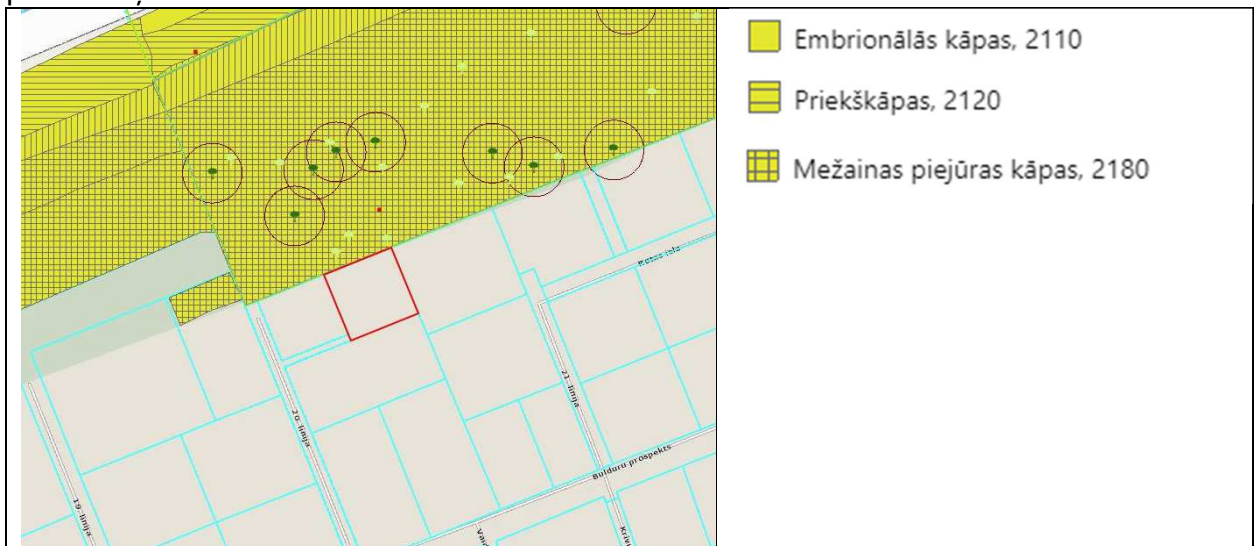 Embrionālās kāpas, 2110
Priekškāpas, 2120
Mežainas piejūras kāpas, 2180
20. līnija
21. līnija
Bulduru prospekts
19. līnija